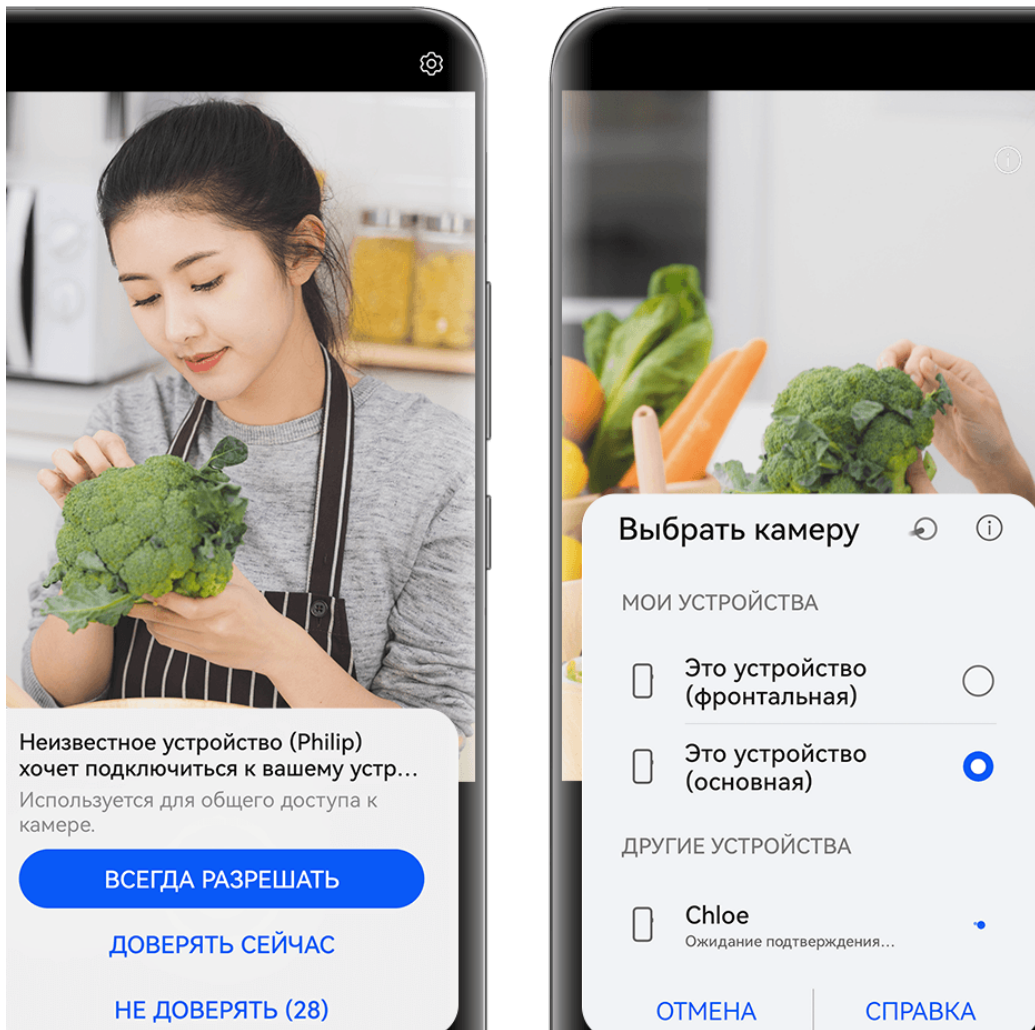 Неизвестное устройство (Philip)
хочет подключиться к вашему устр...
Используется для общего доступа к
камере.
ВСЕГДА РАЗРЕШАТЬ
ДОВЕРЯТЬ СЕЙЧАС
НЕ ДОВЕРЯТЬ (28)
Выбрать камеру
МОИ УСТРОЙСТВА
Это устройство
(фронтальная)
Это устройство
(основная)
ДРУГИЕ УСТРОЙСТВА
Chloe
Ожидание подтверждения...
ОТМЕНА
СПРАВКА